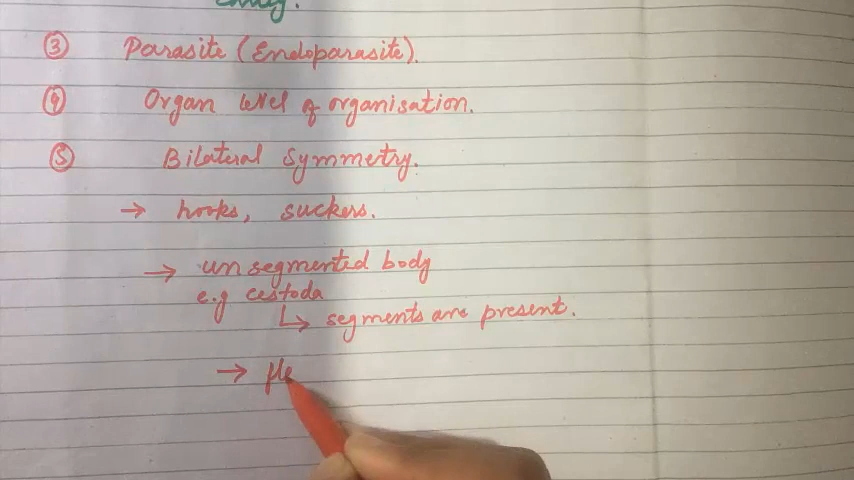 ③ Parasite (Endoparasite).
④ Organ level of organisation.
⑤ Bilateral Symmetry.
→ hooks, suckers.
→ unsegmented body
e.g cestoda
↳ segments are present.
→ fle